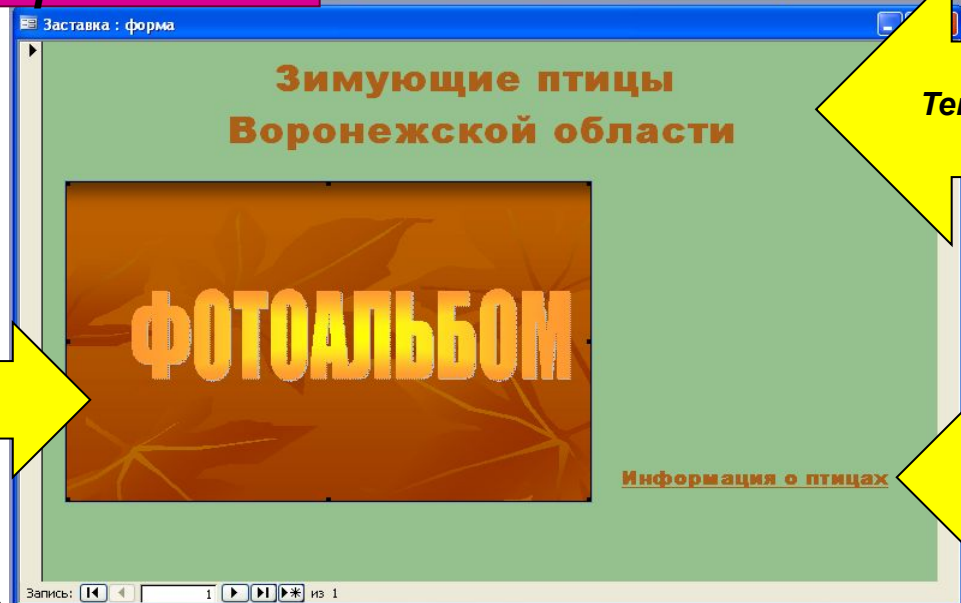 Заставка : форма
Зимующие птицы
Воронежской области
ФОТОАЛЬБОМ
Информация о птицах
Запись: 1 из 1